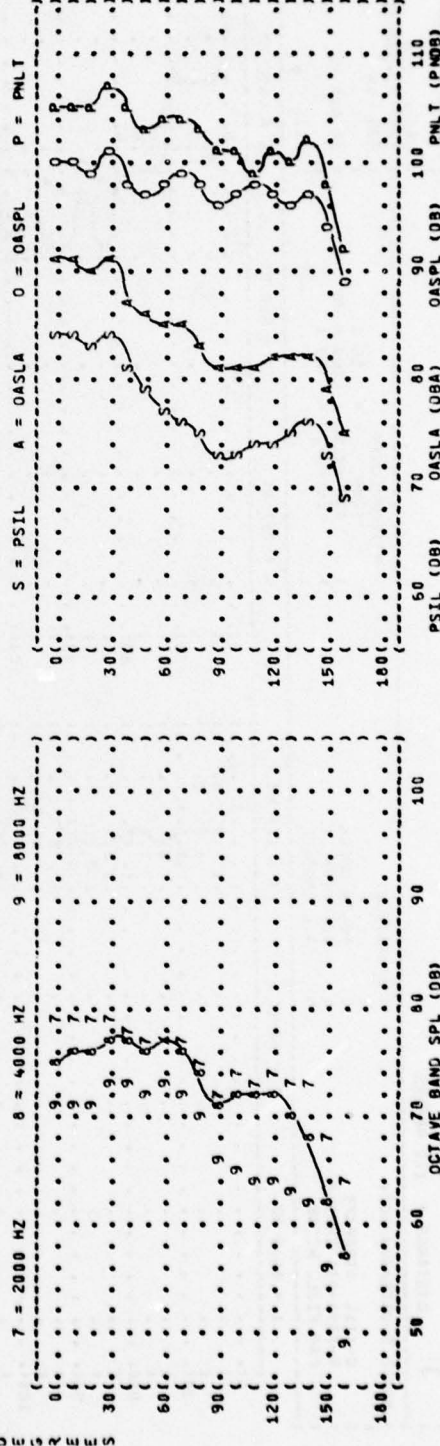 D
E
G
R
E
E
S
7 = 2000 HZ 8 = 4000 HZ 9 = 8000 HZ
0
30
60
90
120
150
180
50 60 70 80 90 100
OCTAVE BAND SPL (DB)
S = PSIL A = OASLA O = OASPL P = PNLT
0
30
60
90
120
150
180
60 70 80 90 100 110
PSIL (DB) OASLA (DBA) OASPL (DB) PNLT (PNDB)